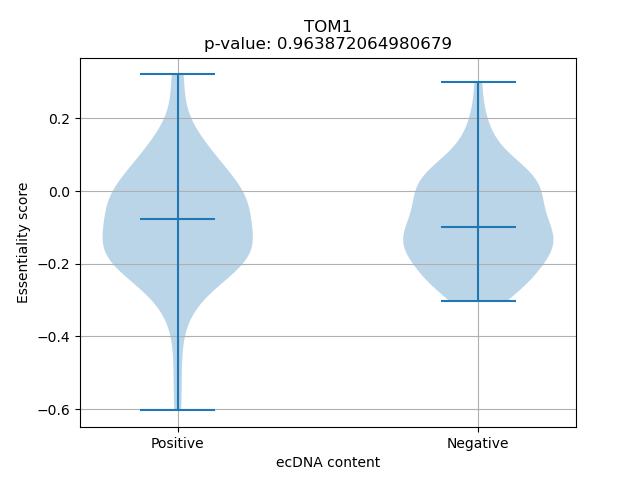 TOM1
p-value: 0.963872064980679
Essentiality score
0.2
0.0
−0.2
−0.4
−0.6
Positive
Negative
ecDNA content